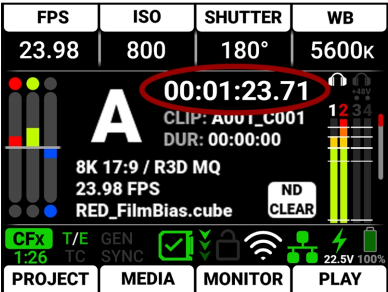 FPS ISO SHUTTER WB
23.98 800 180° 5600K
00:01:23.71
+48V
A
CLIP: A001_C001
1 2 3 4
DUR: 00:00:00
8K 17:9 / R3D MQ
23.98 FPS
RED_FilmBias.cube
ND
CLEAR
CFx T/E GEN
1:26 TC SYNC 22.5V 100%
PROJECT MEDIA MONITOR PLAY